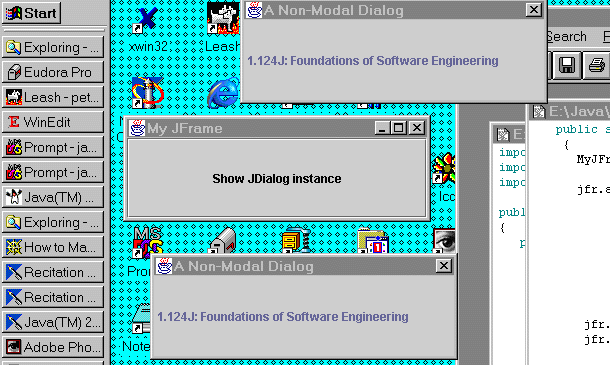 Start
Exploring - ...
Eudora Pro
Leash - pet...
WinEdit
Prompt - ja...
Prompt - ja...
Java(TM) ...
Exploring - ...
How to Ma...
Recitation ...
Recitation ...
Java(TM) 2...
Adobe Pho...
xwin32
Leash
A Non-Modal Dialog
1.124J: Foundations of Software Engineering
My JFrame
Show JDialog instance
MS
A Non-Modal Dialog
1.124J: Foundations of Software Engineering
Search
E:\Java\
public s
{
MyJFr
jfr.a
jfr.
jfr.
E:
impo
impo
impo
publ
{
p